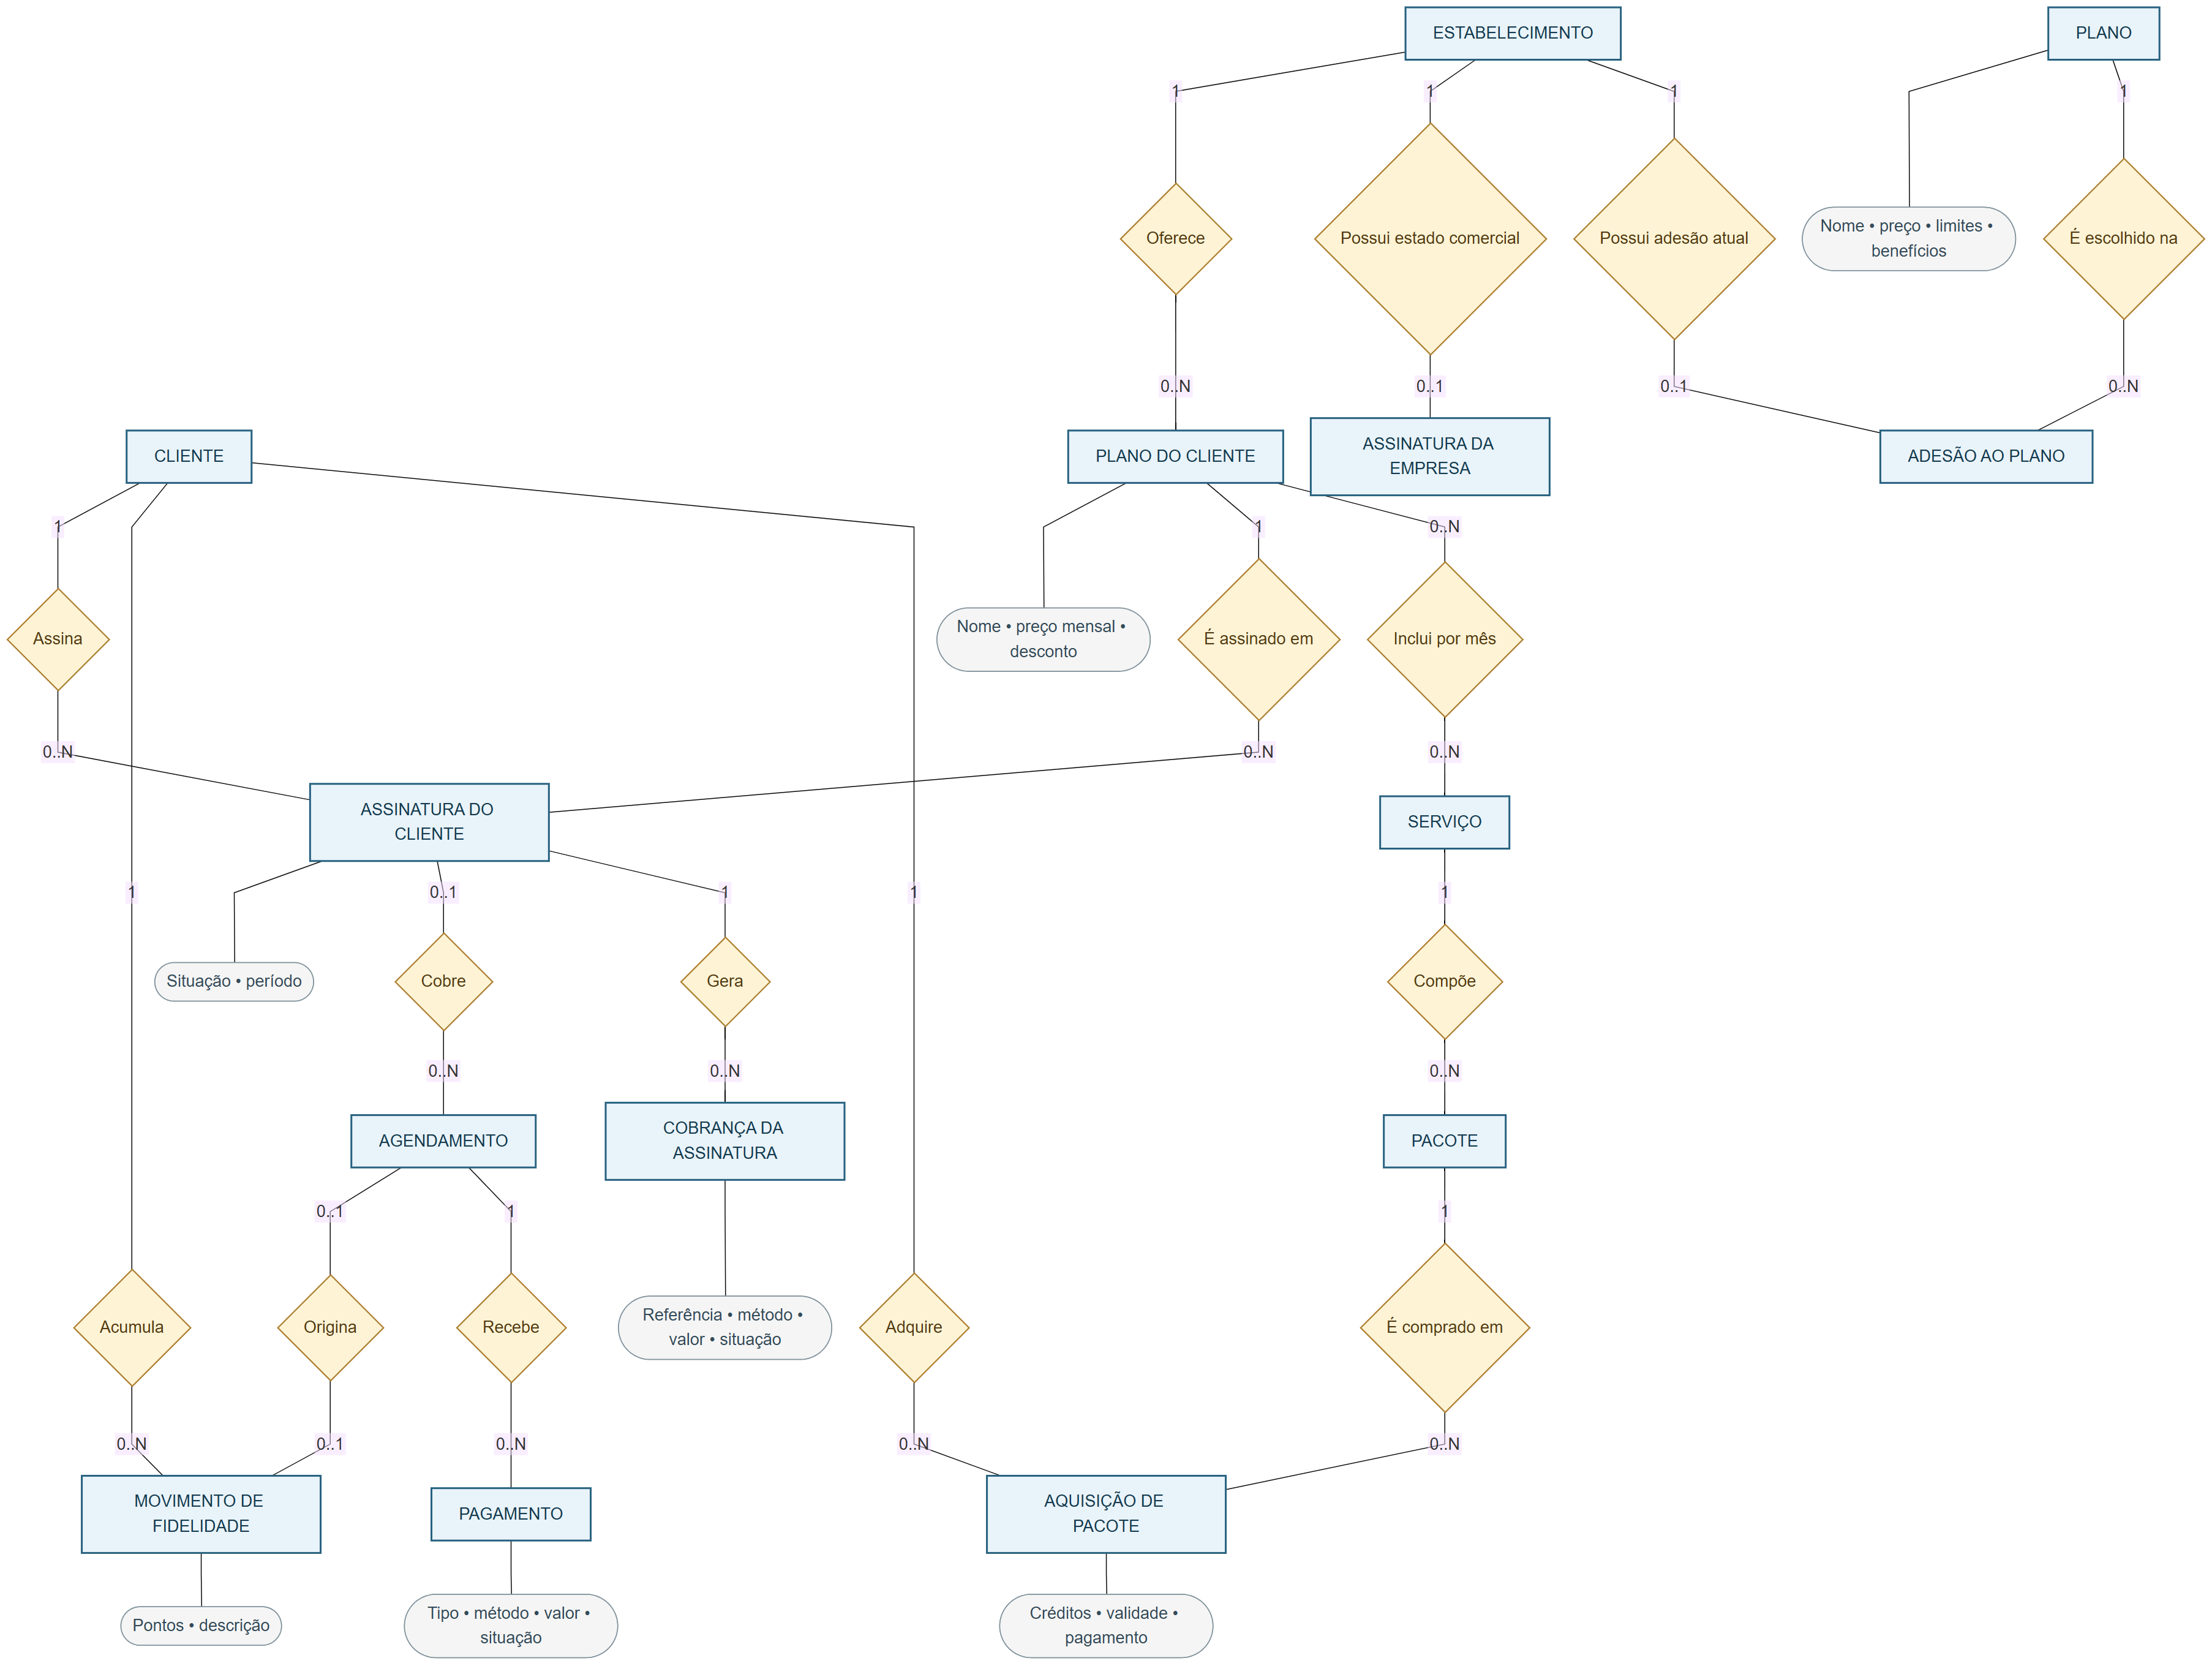 ESTABELECIMENTO
PLANO
1
1
1
1
Oferece
Possui estado comercial
Possui adesão atual
Nome • preço • limites •
benefícios
É escolhido na
0..N
0..1
0..1
0..N
CLIENTE
PLANO DO CLIENTE
ASSINATURA DA
EMPRESA
ADESÃO AO PLANO
1
1
0..N
Assina
Nome • preço mensal •
desconto
É assinado em
Inclui por mês
0..N
0..N
0..N
ASSINATURA DO
CLIENTE
SERVIÇO
1
0..1
1
1
1
Situação • período
Cobre
Gera
Compõe
0..N
0..N
0..N
AGENDAMENTO
COBRANÇA DA
ASSINATURA
PACOTE
0..1
1
1
Acumula
Origina
Recebe
Referência • método •
valor • situação
Adquire
É comprado em
0..N
0..1
0..N
0..N
0..N
MOVIMENTO DE
FIDELIDADE
PAGAMENTO
AQUISIÇÃO DE
PACOTE
Pontos • descrição
Tipo • método • valor •
situação
Créditos • validade •
pagamento